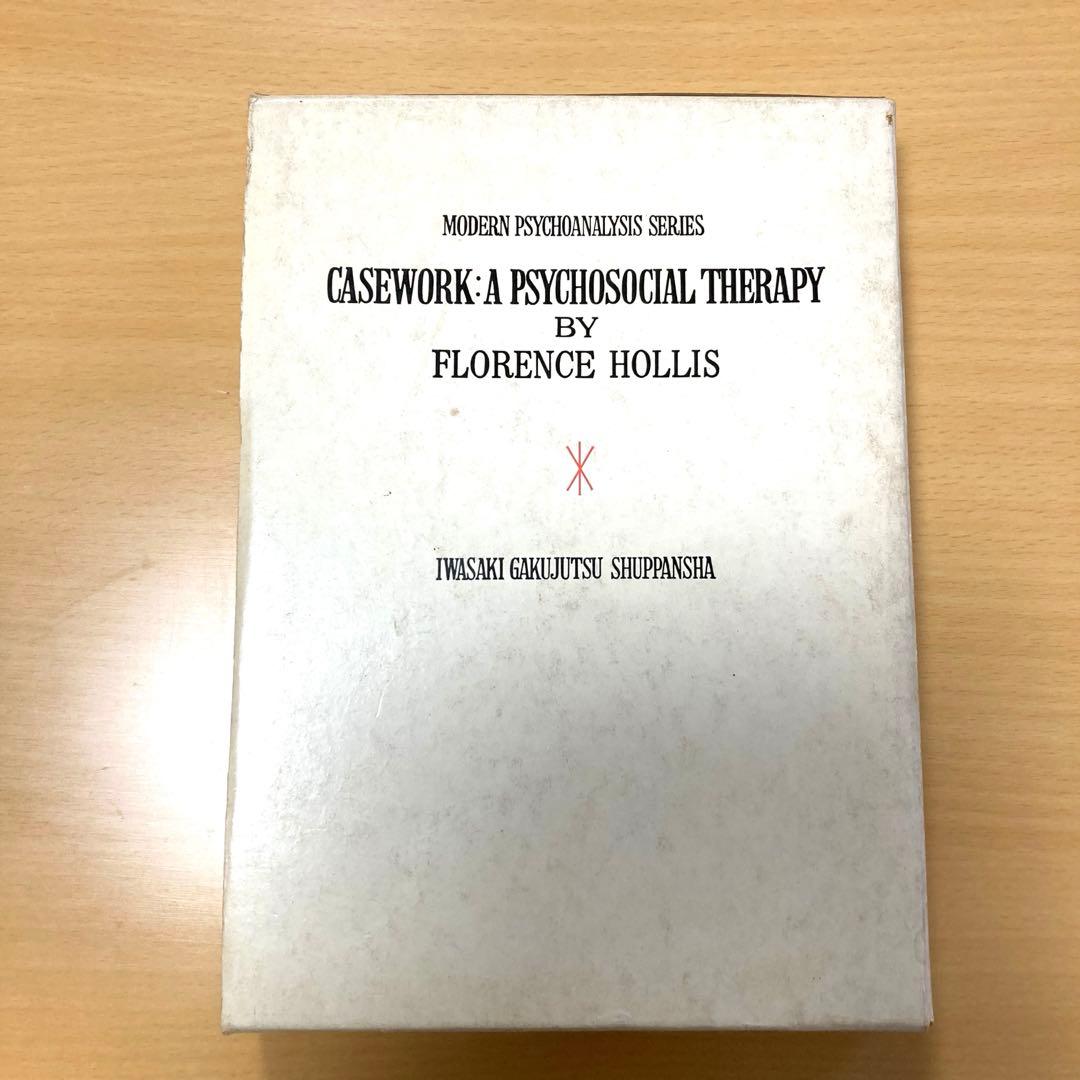 MODERN PSYCHOANALYSIS SERIES
CASEWORK: A PSYCHOSOCIAL THERAPY
BY
FLORENCE HOLLIS
IWASAKI GAKUJUTSU SHUPPANSHA